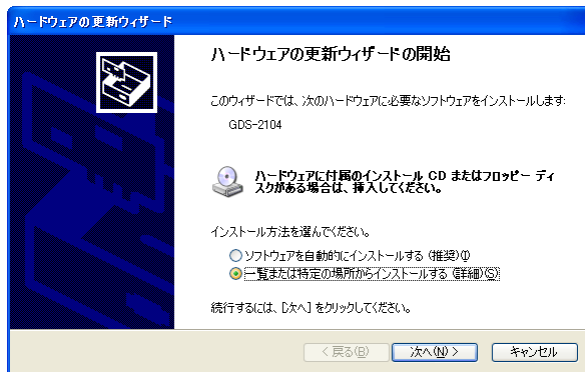 ハードウェアの更新ウィザード
ハードウェアの更新ウィザードの開始
このウィザードでは、次のハードウェアに必要なソフトウェアをインストールします:
GDS-2104
ハードウェアに付属のインストール CD またはフロッピー ディ
スクがある場合は、挿入してください。
インストール方法を選んでください。
ソフトウェアを自動的にインストールする (推奨)(I)
一覧または特定の場所からインストールする (詳細)(S)
続行するには、[次へ] をクリックしてください。
< 戻る(B) 次へ(N) > キャンセル